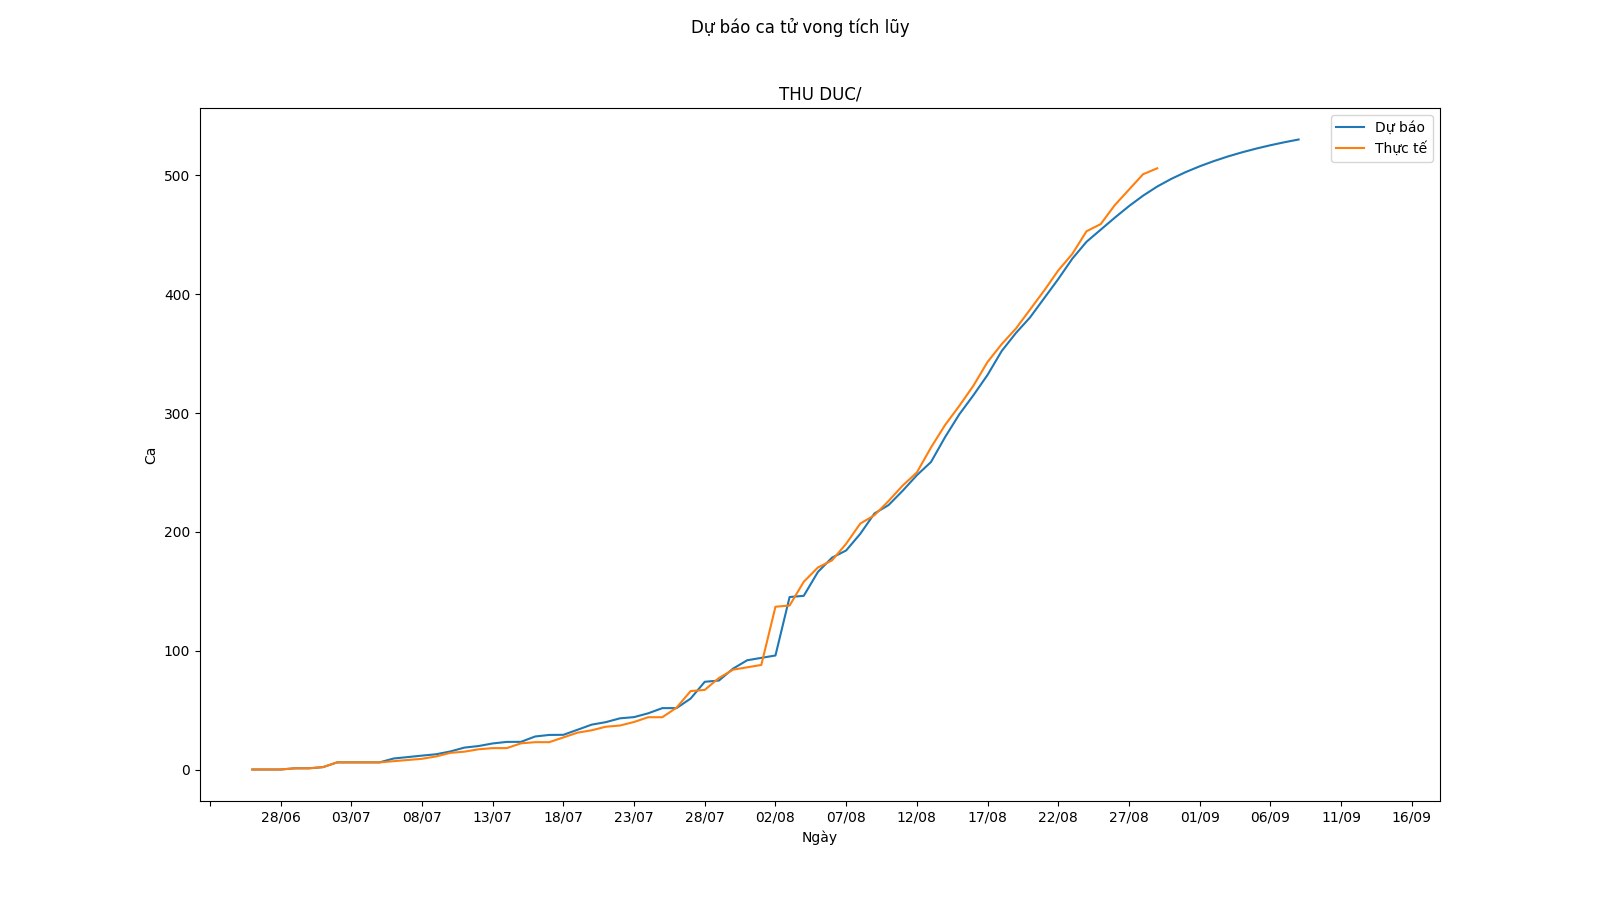 Dự báo ca tử vong tích lũy
THU DUC/
Dự báo
Thực tế
500
400
300
200
100
0
Ca
28/06 03/07 08/07 13/07 18/07 23/07 28/07 02/08 07/08 12/08 17/08 22/08 27/08 01/09 06/09 11/09 16/09
Ngày